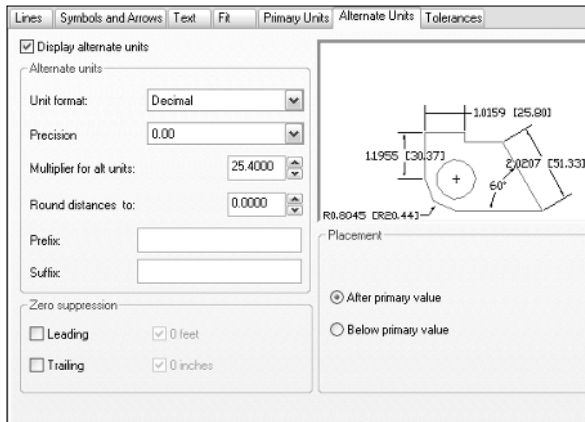 Lines Symbols and Arrows Text Fit Primary Units Alternate Units Tolerances
Display alternate units
Alternate units
Unit format: Decimal
Precision 0.00
Multiplier for alt units: 25.4000
Round distances to: 0.0000
Prefix:
Suffix:
Zero suppression
Leading 0 feet
Trailing 0 inches
1.0159 [25.80]
1.1955 [30.37]
2.0207 [51.33]
60°
R0.8045 [R20.44]
Placement
After primary value
Below primary value